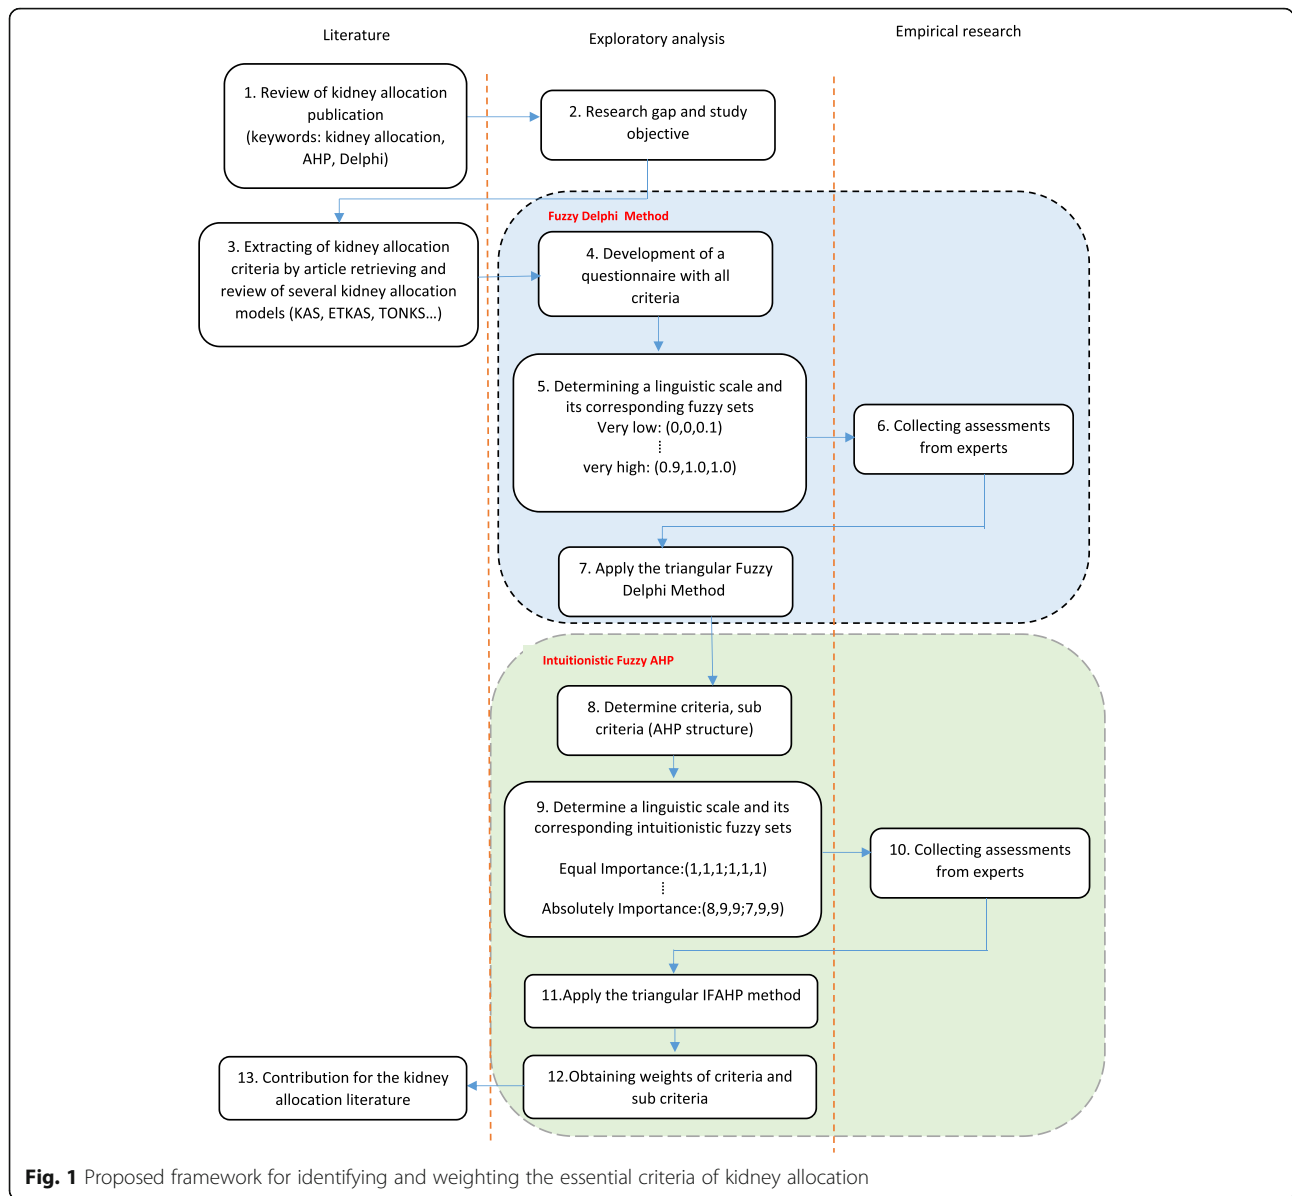 Literature
Exploratory analysis
Empirical research
1. Review of kidney allocation
publication
(keywords: kidney allocation,
AHP, Delphi)
2. Research gap and study
objective
3. Extracting of kidney allocation
criteria by article retrieving and
review of several kidney allocation
models (KAS, ETKAS, TONKS...)
Fuzzy Delphi Method
4. Development of a
questionnaire with all
criteria
5. Determining a linguistic scale and
its corresponding fuzzy sets
Very low: (0,0,0.1)
very high: (0.9,1.0,1.0)
6. Collecting assessments
from experts
7. Apply the triangular Fuzzy
Delphi Method
Intuitionistic Fuzzy AHP
8. Determine criteria, sub
criteria (AHP structure)
9. Determine a linguistic scale and its
corresponding intuitionistic fuzzy sets
Equal Importance:(1,1,1;1,1,1)
Absolutely Importance:(8,9,9;7,9,9)
10. Collecting assessments
from experts
11.Apply the triangular IFAHP method
12.Obtaining weights of criteria and
sub criteria
13. Contribution for the kidney
allocation literature
Fig. 1 Proposed framework for identifying and weighting the essential criteria of kidney allocation